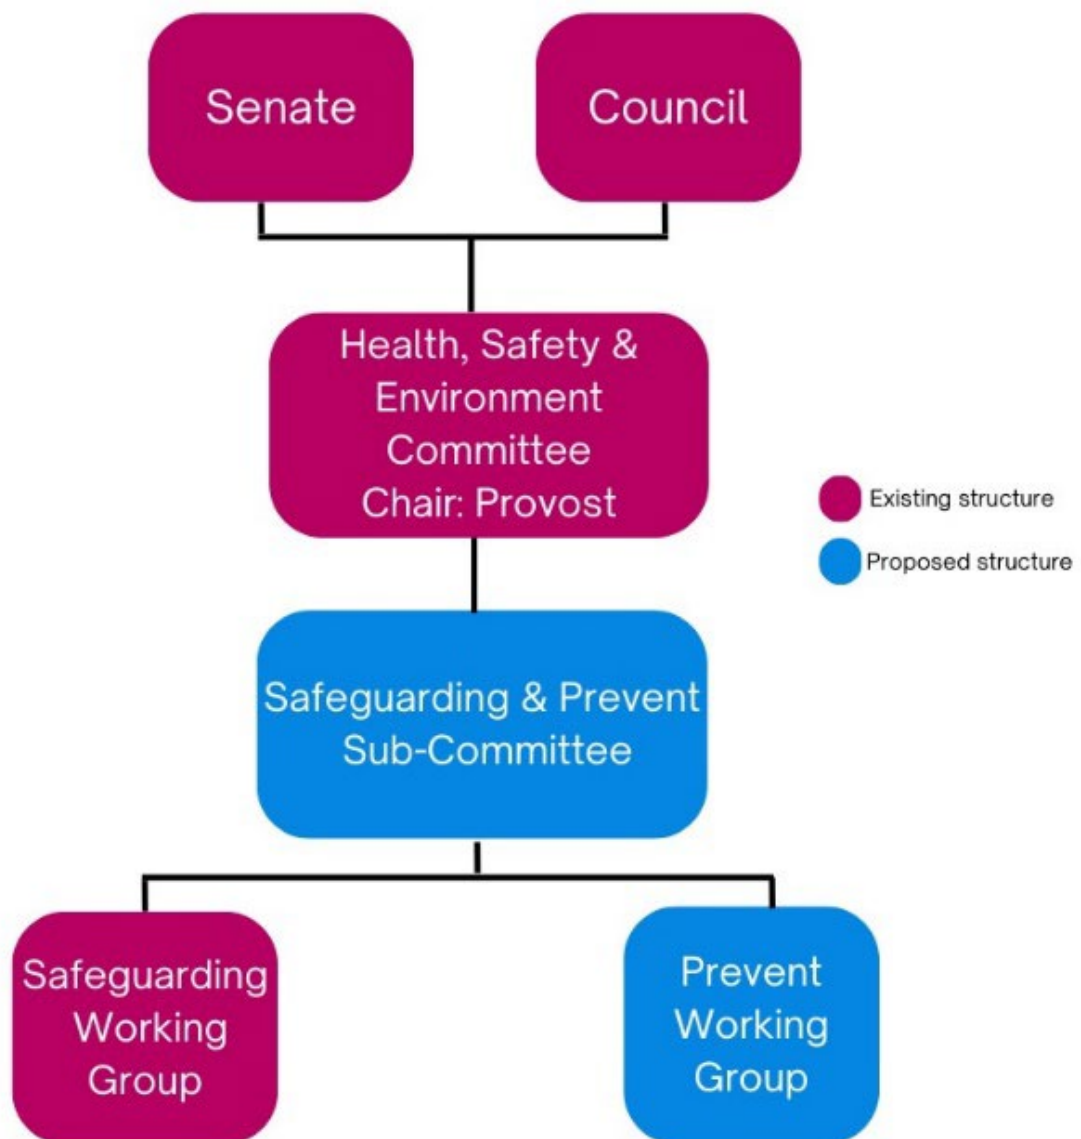 Senate
Council
Health, Safety &
Environment
Committee
Chair: Provost
Existing structure
Proposed structure
Safeguarding & Prevent
Sub-Committee
Safeguarding
Working
Group
Prevent
Working
Group